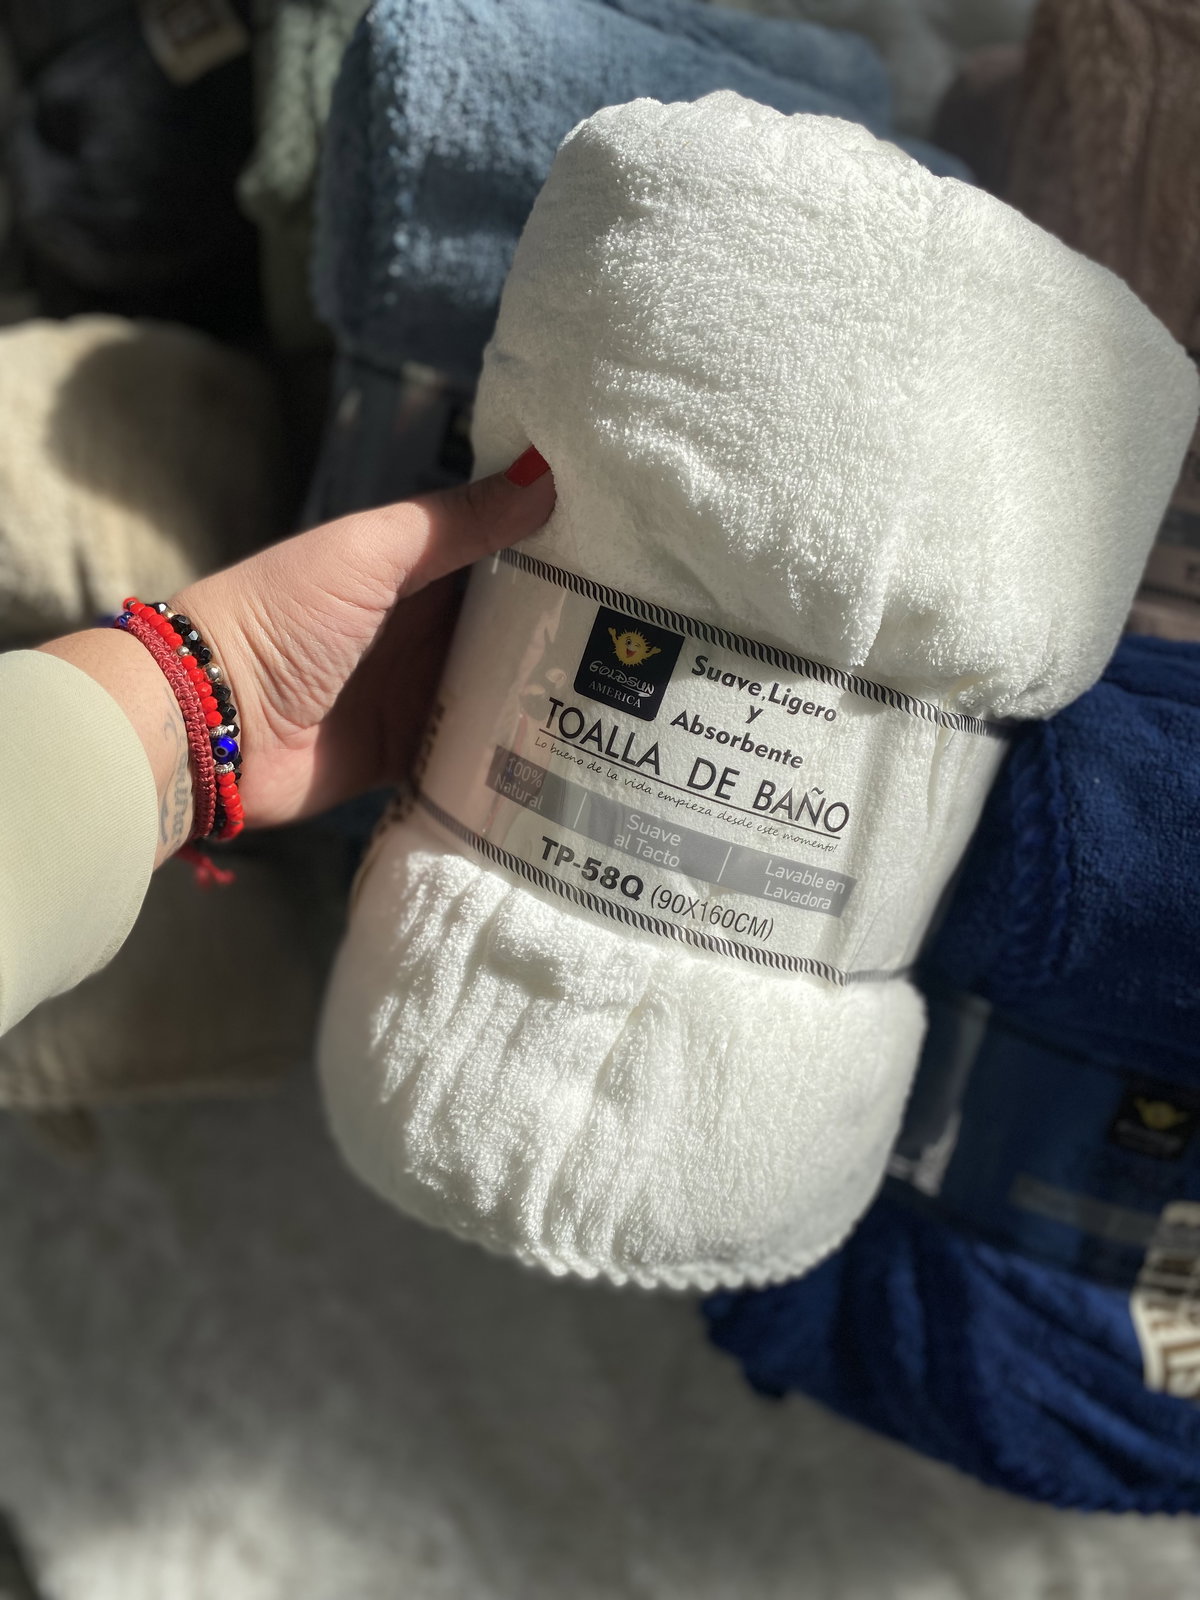 GOLDSUN
AMERICA
Suave, Ligero
y
Absorbente
TOALLA DE BAÑO
Lo bueno de la vida empieza desde este momento!
100%
Natural
Suave
al Tacto
Lavable en
Lavadora
TP-58Q (90X160CM)